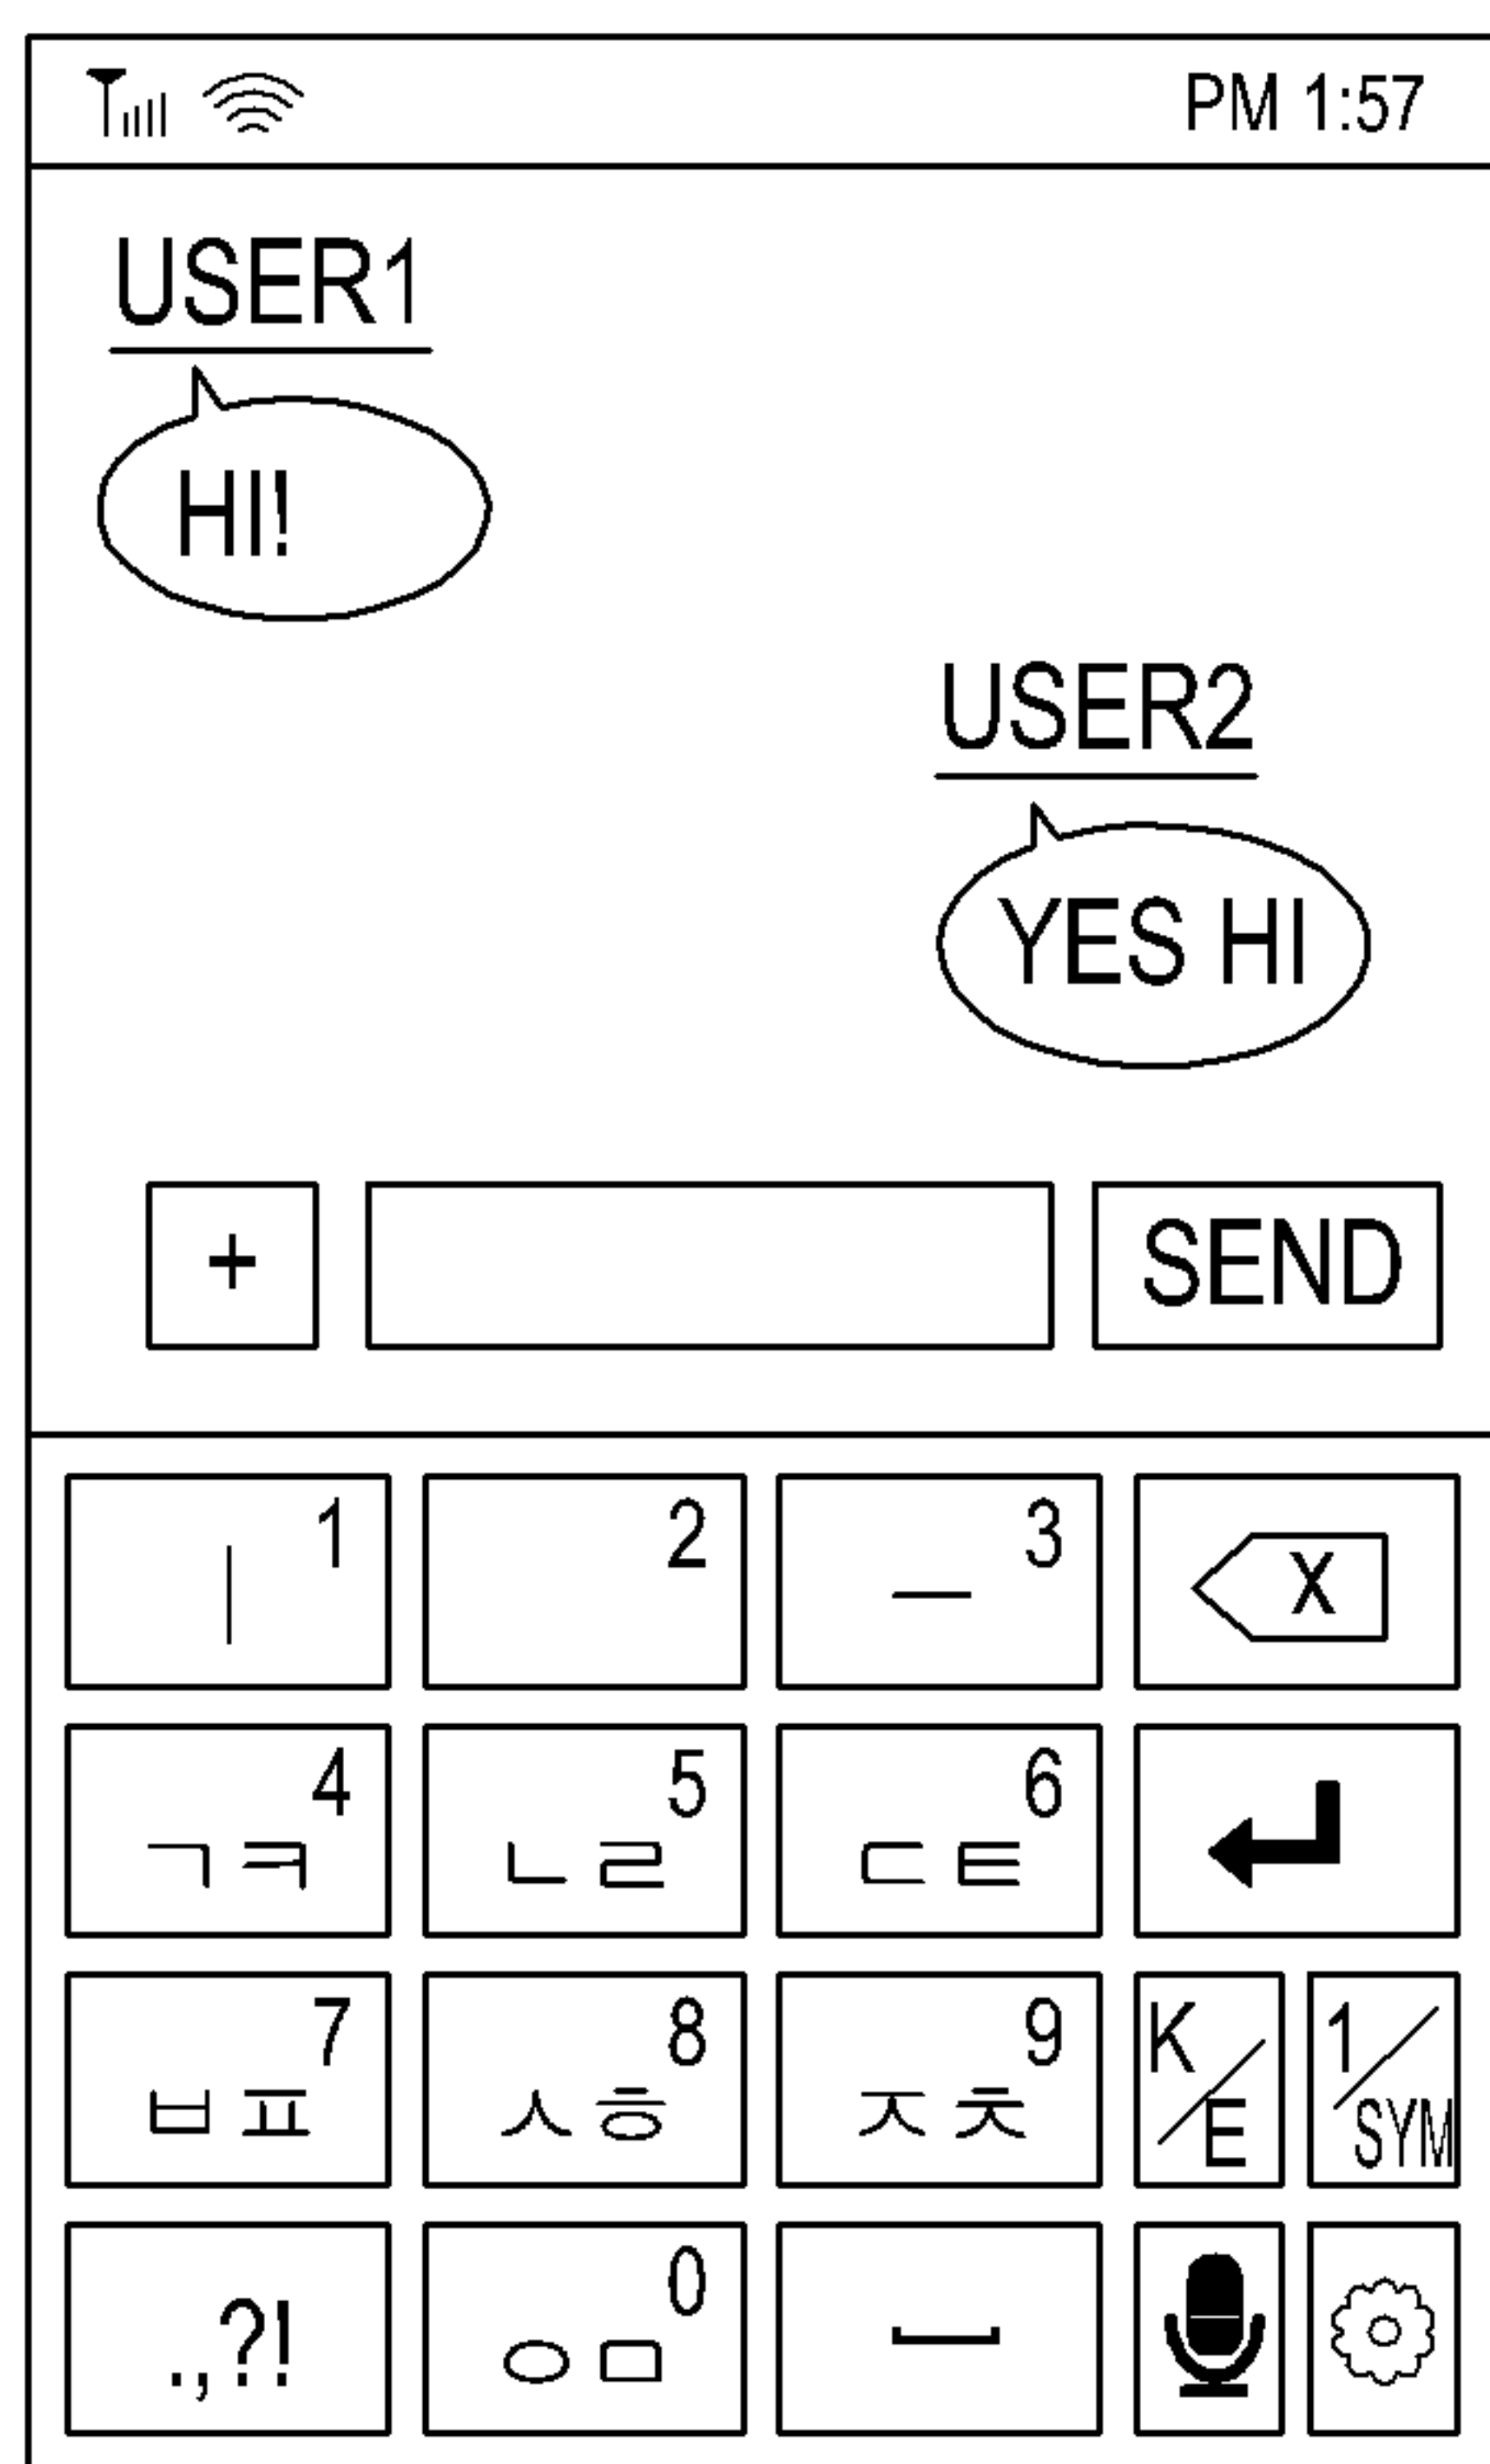 PM 1:57
USER1
HI!
USER2
YES HI
+
SEND
1
ㅣ
2
3
ㅡ
X
4
ㄱㅋ
5
ㄴㄹ
6
ㄷㅌ
7
ㅂㅍ
8
ㅅㅎ
9
ㅈㅊ
K/E
1/SYM
.,?!
0
ㅇㅁ